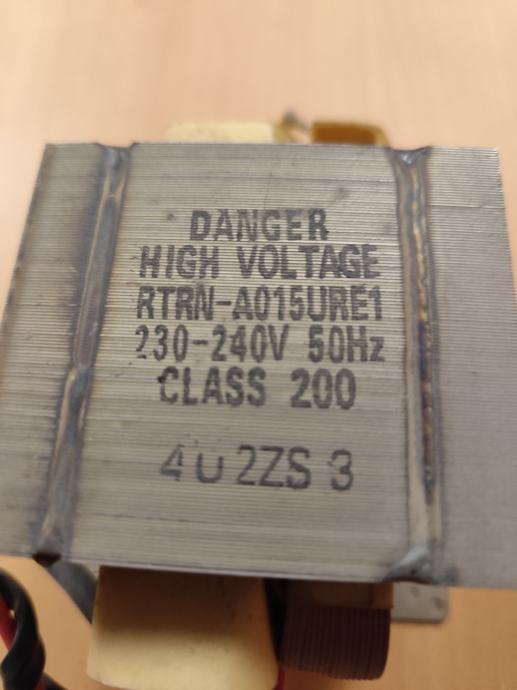 DANGER
HIGH VOLTAGE
RTRN-A015URE1
230-240V 50Hz
CLASS 200
4U2ZS 3